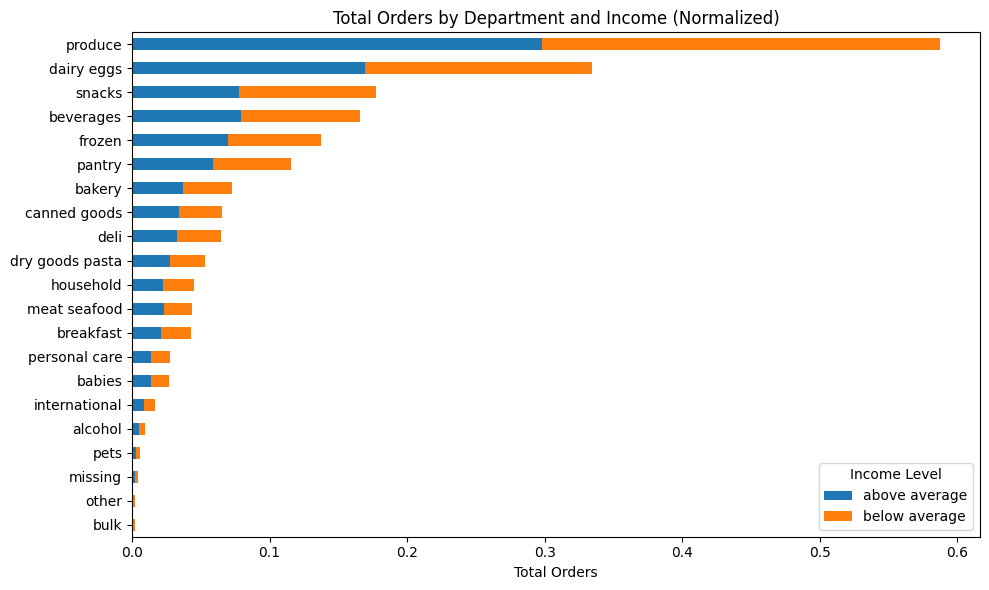 Total Orders by Department and Income (Normalized)
produce
dairy eggs
snacks
beverages
frozen
pantry
bakery
canned goods
deli
dry goods pasta
household
meat seafood
breakfast
personal care
babies
international
alcohol
pets
missing
other
bulk
Income Level
above average
below average
0.0 0.1 0.2 0.3 0.4 0.5 0.6
Total Orders